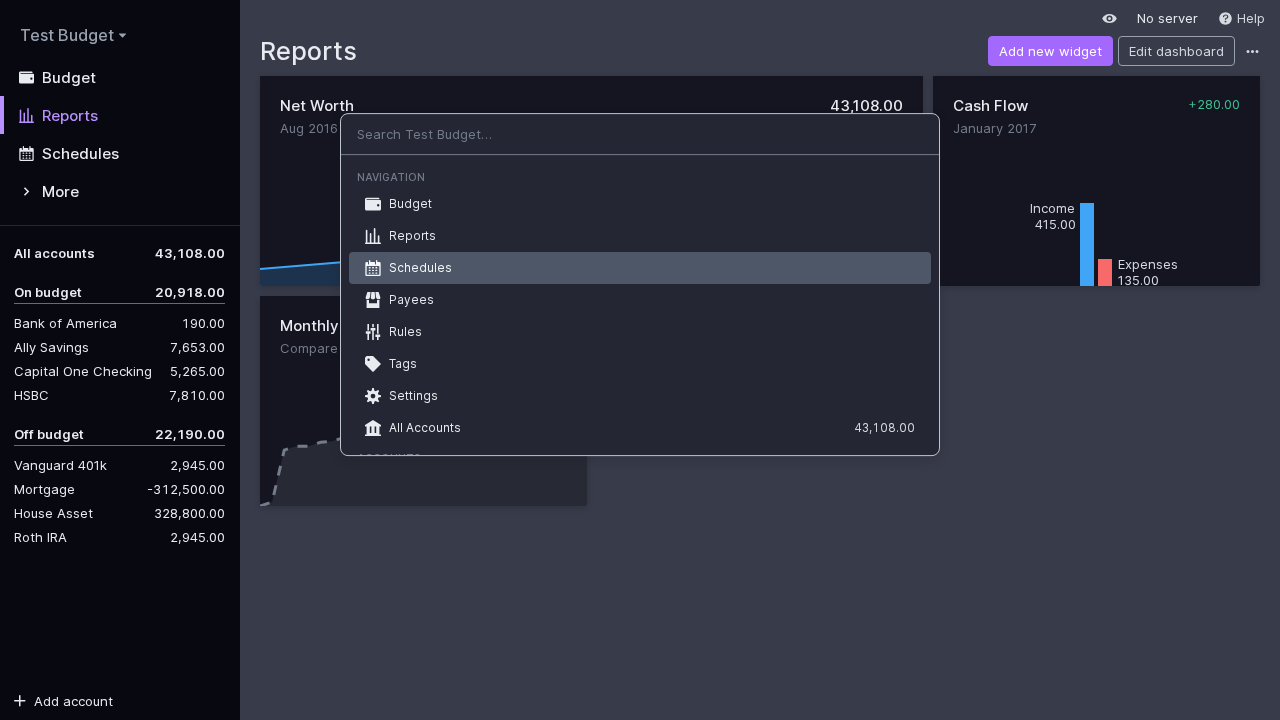 Test Budget
Budget
Reports
Schedules
More
All accounts 43,108.00
On budget 20,918.00
Bank of America 190.00
Ally Savings 7,653.00
Capital One Checking 5,265.00
HSBC 7,810.00
Off budget 22,190.00
Vanguard 401k 2,945.00
Mortgage -312,500.00
House Asset 328,800.00
Roth IRA 2,945.00
Add account
No server
Help
Reports
Add new widget
Edit dashboard
Net Worth 43,108.00
Aug 2016
Cash Flow +280.00
January 2017
Income
415.00
Expenses
135.00
Monthly
Compare
Search Test Budget...
NAVIGATION
Budget
Reports
Schedules
Payees
Rules
Tags
Settings
All Accounts 43,108.00